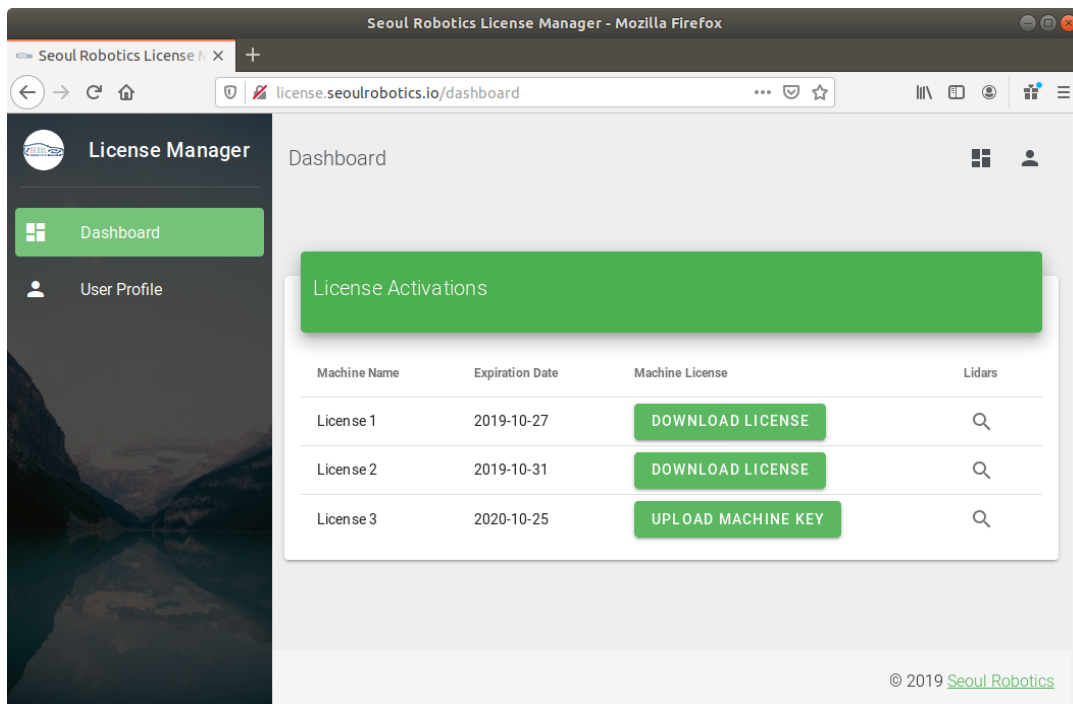 Seoul Robotics License Manager - Mozilla Firefox
Seoul Robotics License M
license.seoulrobotics.io/dashboard
License Manager
Dashboard
Dashboard
User Profile
License Activations
Machine Name Expiration Date Machine License Lidars
License 1 2019-10-27 DOWNLOAD LICENSE
License 2 2019-10-31 DOWNLOAD LICENSE
License 3 2020-10-25 UPLOAD MACHINE KEY
© 2019 Seoul Robotics